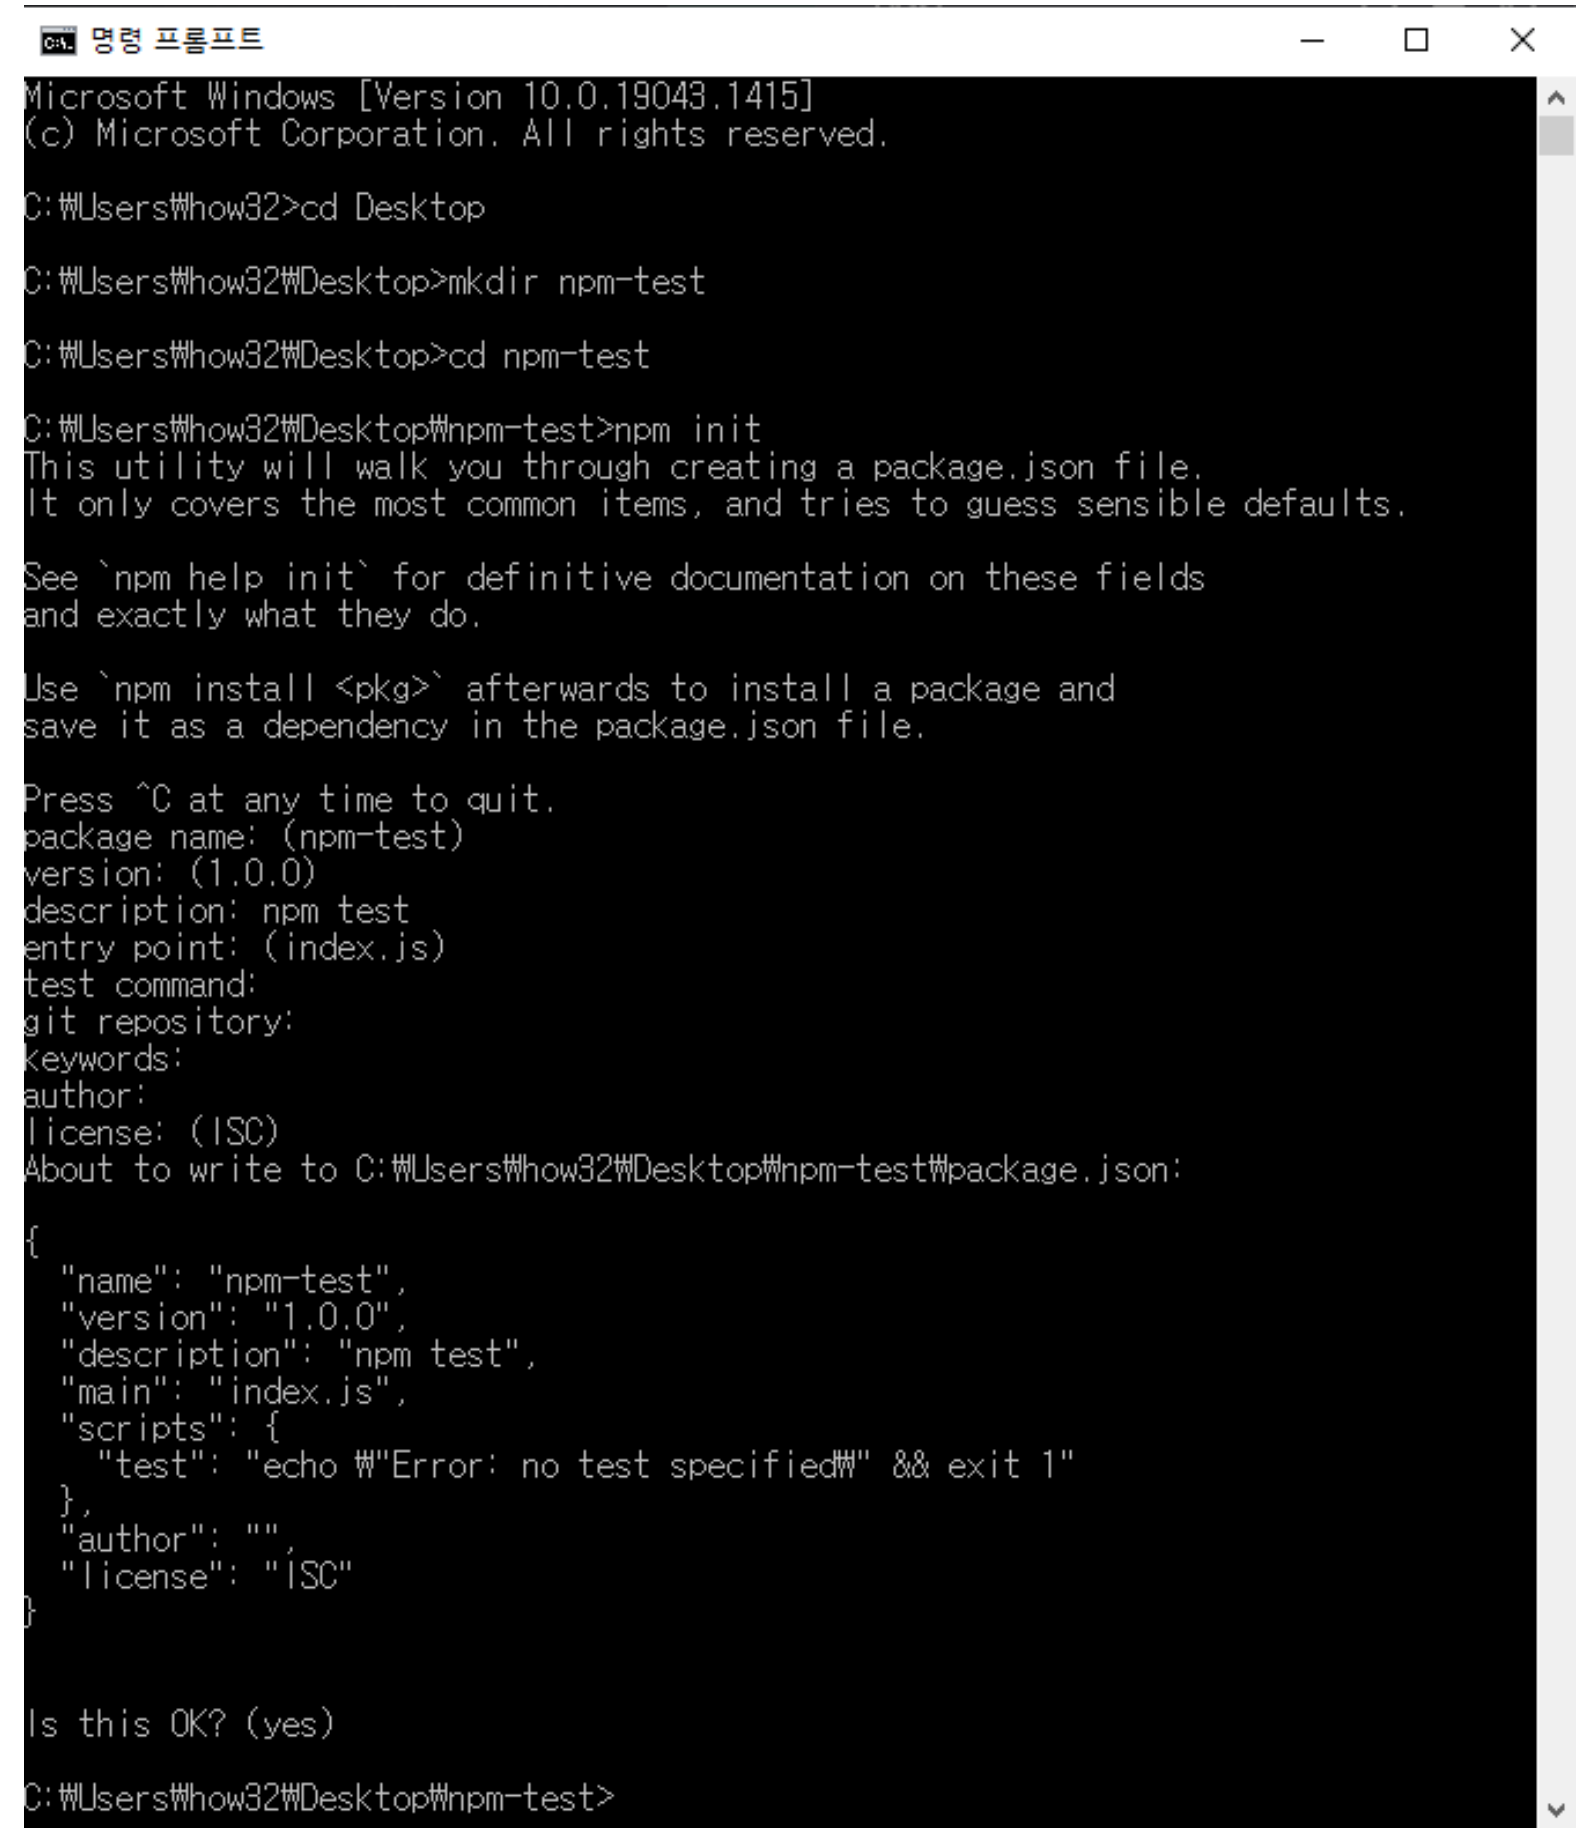 명령 프롬프트
Microsoft Windows [Version 10.0.19043.1415]
(c) Microsoft Corporation. All rights reserved.
C:₩Users₩how32>cd Desktop
C:₩Users₩how32₩Desktop>mkdir npm-test
C:₩Users₩how32₩Desktop>cd npm-test
C:₩Users₩how32₩Desktop₩npm-test>npm init
This utility will walk you through creating a package.json file.
It only covers the most common items, and tries to guess sensible defaults.
See `npm help init` for definitive documentation on these fields
and exactly what they do.
Use `npm install <pkg>` afterwards to install a package and
save it as a dependency in the package.json file.
Press ^C at any time to quit.
package name: (npm-test)
version: (1.0.0)
description: npm test
entry point: (index.js)
test command:
git repository:
keywords:
author:
license: (ISC)
About to write to C:₩Users₩how32₩Desktop₩npm-test₩package.json:
{
  "name": "npm-test",
  "version": "1.0.0",
  "description": "npm test",
  "main": "index.js",
  "scripts": {
    "test": "echo ₩"Error: no test specified₩" && exit 1"
  },
  "author": "",
  "license": "ISC"
}
Is this OK? (yes)
C:₩Users₩how32₩Desktop₩npm-test>